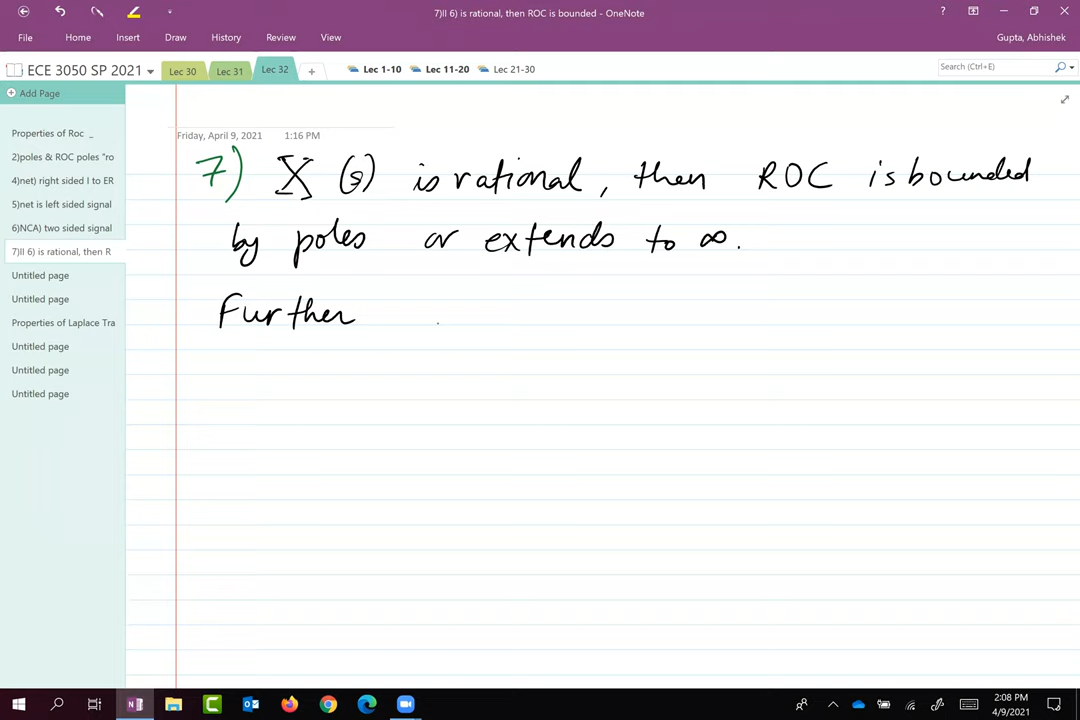 7)II 6) is rational, then ROC is bounded - OneNote
? Gupta, Abhishek
File Home Insert Draw History Review View
ECE 3050 SP 2021 Lec 30 Lec 31 Lec 32 + Lec 1-10 Lec 11-20 Lec 21-30 Search (Ctrl+E)
Add Page
Properties of Roc _
2)poles & ROC poles "ro
4)net) right sided I to ER
5)net is left sided signal
6)NCA) two sided signal
7)II 6) is rational, then R
Untitled page
Untitled page
Properties of Laplace Tra
Untitled page
Untitled page
Untitled page
Friday, April 9, 2021 1:16 PM
7) X (s) is rational, then ROC is bounded
by poles or extends to ∞.
Further
2:08 PM
4/9/2021